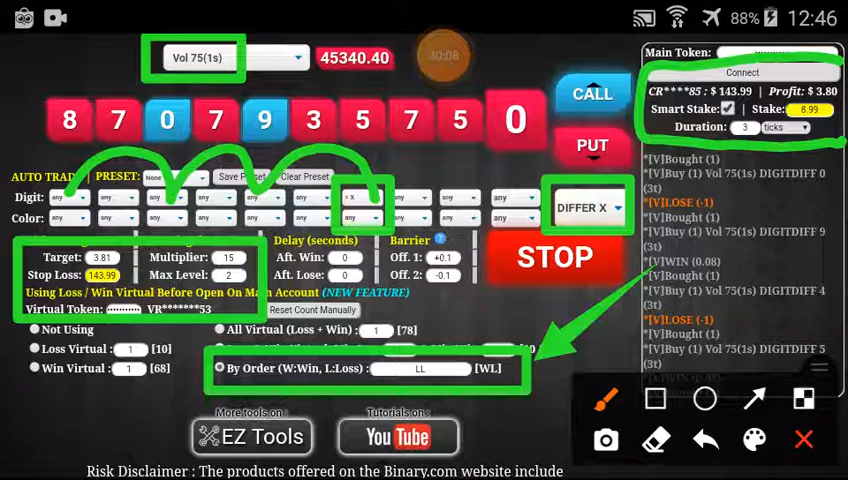 88% 12:46
Vol 75(1s) 45340.40 00:08
8 7 0 7 9 3 5 7 5 0
CALL
PUT
Main Token:
Connect
CR****85 : $ 143.99 | Profit: $ 3.80
Smart Stake: Stake: 8.99
Duration: 3 ticks
AUTO TRA PRESET: None Save Preset Clear Preset
Digit: any any any any any any = X any any any
Color: any any any any any any any any any any
DIFFER X
STOP
Delay (seconds) Barrier ?
Target: 3.81 Multiplier: 15 Aft. Win: 0 Off. 1: +0.1
Stop Loss: 143.99 Max Level: 2 Aft. Loss: 0 Off. 2: -0.1
Using Loss / Win Virtual Before Open On Main Account (NEW FEATURE)
Virtual Token: ••••••••••• VR*******53 Reset Count Manually
Not Using All Virtual (Loss + Win) : 1 [78]
Loss Virtual : 1 [10]
Win Virtual : 1 [68] By Order (W:Win, L:Loss) : LL [WL]
*[V]Bought (1)
*[V]Buy (1) Vol 75(1s) DIGITDIFF 0
(3t)
*[V]LOSE (-1)
*[V]Bought (1)
*[V]Buy (1) Vol 75(1s) DIGITDIFF 9
(3t)
*[V]WIN (0.08)
*[V]Bought (1)
*[V]Buy (1) Vol 75(1s) DIGITDIFF 4
(3t)
*[V]LOSE (-1)
*[V]Bought (1)
*[V]Buy (1) Vol 75(1s) DIGITDIFF 5
(3t)
More tools on :
EZ Tools
Tutorials on :
YouTube
Risk Disclaimer : The products offered on the Binary.com website include